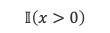 𝕀(x > 0)